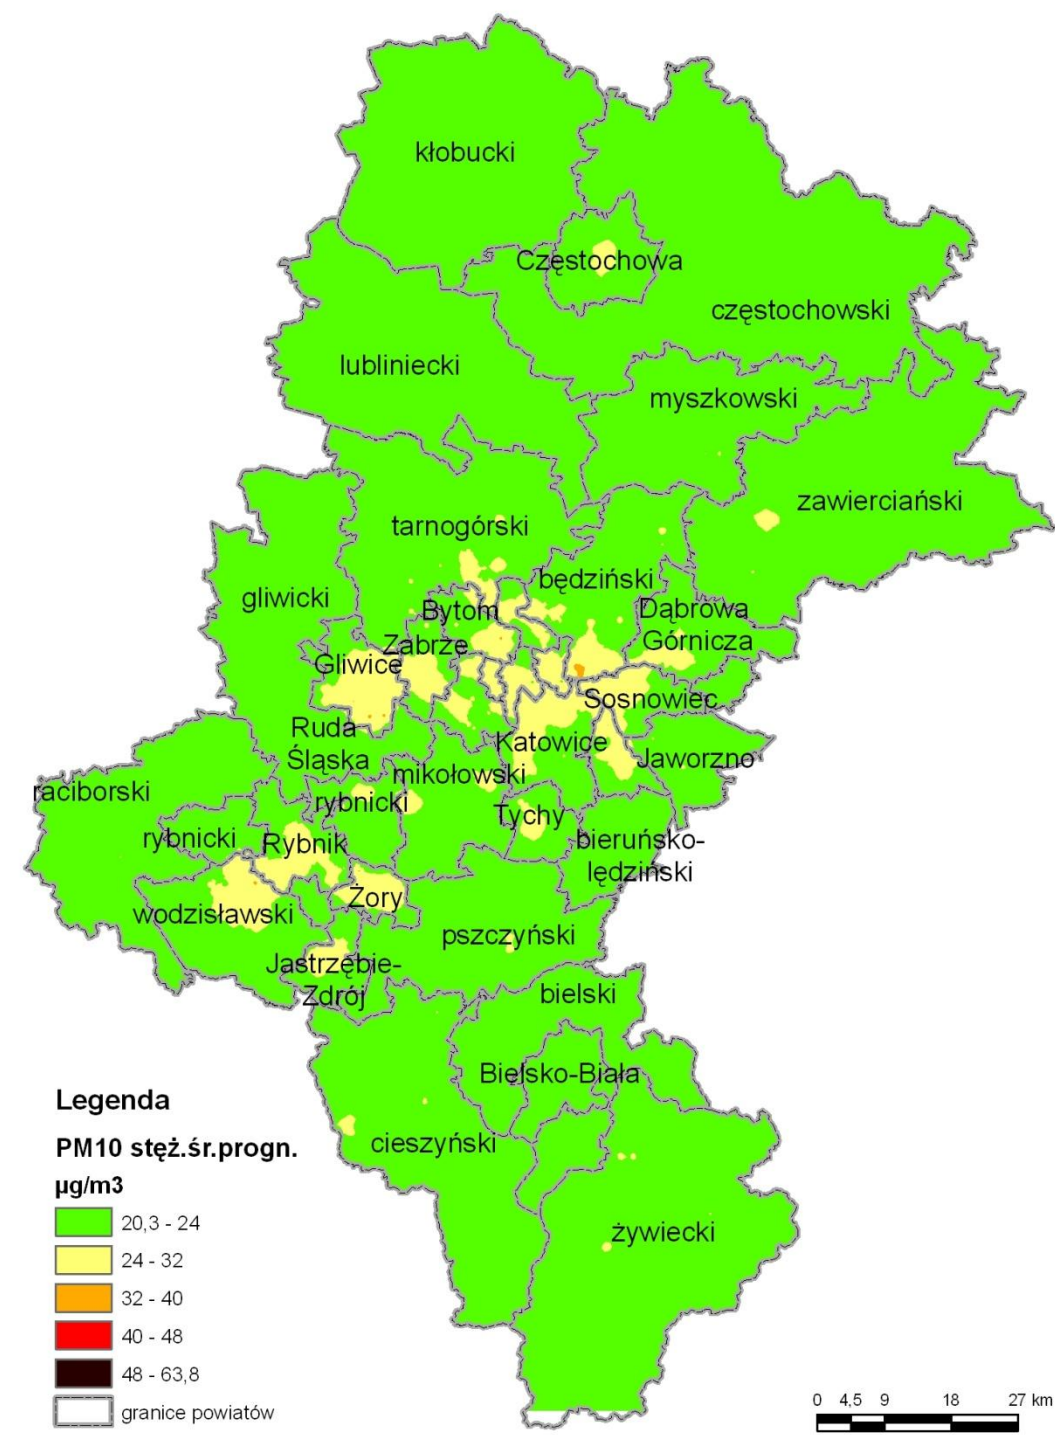 kłobucki
Częstochowa
częstochowski
lubliniecki
myszkowski
zawierciański
tarnogórski
będziński
gliwicki
Bytom
Dąbrowa
Górnicza
Zabrze
Gliwice
Sosnowiec
Ruda
Śląska
Katowice
Jaworzno
mikołowski
raciborski
rybnicki
Tychy
rybnicki
Rybnik
bieruńsko-
lędziński
Żory
wodzisławski
pszczyński
Jastrzębie-
Zdrój
bielski
Bielsko-Biała
cieszyński
żywiecki
Legenda
PM10 stęż.śr.progn.
µg/m3
20,3 - 24
24 - 32
32 - 40
40 - 48
48 - 63,8
granice powiatów
0 4,5 9 18 27 km